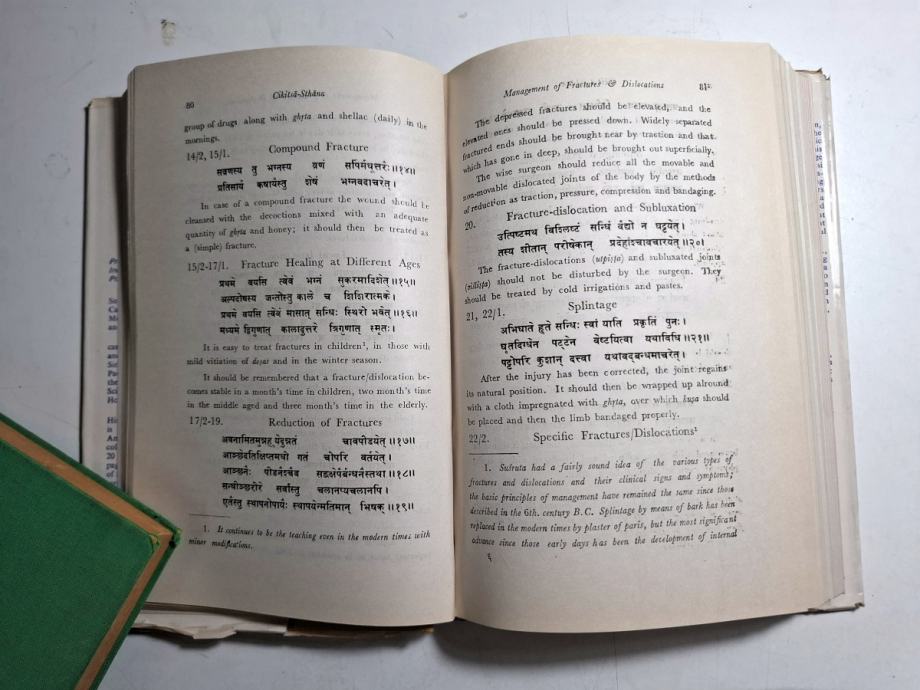 80
Cikitsā-Sthāna
group of drugs along with ghṛta and shellac (daily) in the
mornings.
14/2, 15/1. Compound Fracture
सव्रणस्य तु भग्नस्य व्रणं सर्पिर्मधूत्तरैः॥१४॥
प्रतिसार्य कषायैस्तु शेषं भग्नवदाचरेत्।
In case of a compound fracture the wound should be
cleansed with the decoctions mixed with an adequate
quantity of ghṛta and honey; it should then be treated as
a (simple) fracture.
15/2-17/1. Fracture Healing at Different Ages
प्रथमे वयसि त्वेवं भग्नं सुकरमादिशेत्॥१५॥
अल्पदोषस्य जन्तोस्तु काले च शिशिरात्मके।
प्रथमे वयसि त्वेवं मासात् सन्धिः स्थिरो भवेत्॥१६॥
मध्यमे द्विगुणात् कालादुत्तरे त्रिगुणात् स्मृतः।
It is easy to treat fractures in children¹, in those with
mild vitiation of doṣas and in the winter season.
It should be remembered that a fracture/dislocation be-
comes stable in a month's time in children, two month's time
in the middle aged and three month's time in the elderly.
17/2-19. Reduction of Fractures
अवनामितमुन्नह्येदुन्नतं चावपीडयेत्॥१७॥
आञ्छेदतिक्षिप्तमधो गतं चोपरि वर्तयेत्।
आञ्छनैः पीडनैश्चैव सङ्क्षेपैर्बन्धनैस्तथा॥१८॥
सन्धीञ्छरीरे सर्वांस्तु चलानप्यचलानपि।
एतैस्तु स्थापनोपायैः स्थापयेन्मतिमान् भिषक्॥१९॥
1. It continues to be the teaching even in the modern times with
minor modifications.
Management of Fractures & Dislocations
81
The depressed fractures should be elevated, and the
elevated ones should be pressed down. Widely separated
fractured ends should be brought near by traction and that
which has gone in deep, should be brought out superficially.
The wise surgeon should reduce all the movable and
non-movable dislocated joints of the body by the methods
of reduction as traction, pressure, compression and bandaging.
20. Fracture-dislocation and Subluxation
उत्पिष्टमथ विश्लिष्टं सन्धिं वैद्यो न घट्टयेत्।
तस्य शीतान् परीषेकान् प्रदेहांश्चावचारयेत्॥२०॥
The fracture-dislocations (utpiṣṭa) and subluxated joints
(viśliṣṭa) should not be disturbed by the surgeon. They
should be treated by cold irrigations and pastes.
21, 22/1. Splintage
अभिघाते हृते सन्धिः स्वां याति प्रकृतिं पुनः।
घृतदिग्धेन पट्टेन वेष्टयित्वा यथाविधि॥२१॥
पट्टोपरि कुशान् दत्त्वा यथावद्बन्धमाचरेत्।
After the injury has been corrected, the joint regains
its natural position. It should then be wrapped up alround
with a cloth impregnated with ghṛta, over which kuśa should
be placed and then the limb bandaged properly.
22/2. Specific Fractures/Dislocations¹
1. Suśruta had a fairly sound idea of the various types of
fractures and dislocations and their clinical signs and symptoms;
the basic principles of management have remained the same since those
described in the 6th. century B.C. Splintage by means of bark has been
replaced in the modern times by plaster of paris, but the most significant
advance since those early days has been the development of internal
६